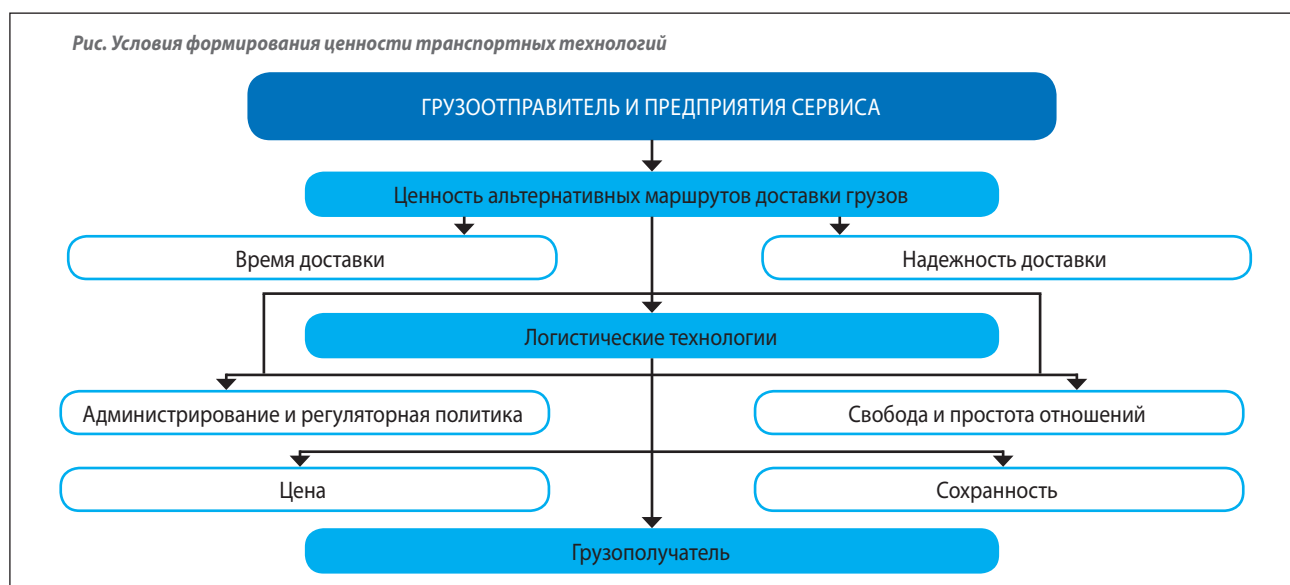 Рис. Условия формирования ценности транспортных технологий
ГРУЗООТПРАВИТЕЛЬ И ПРЕДПРИЯТИЯ СЕРВИСА
Ценность альтернативных маршрутов доставки грузов
Время доставки
Надежность доставки
Логистические технологии
Администрирование и регуляторная политика
Свобода и простота отношений
Цена
Сохранность
Грузополучатель